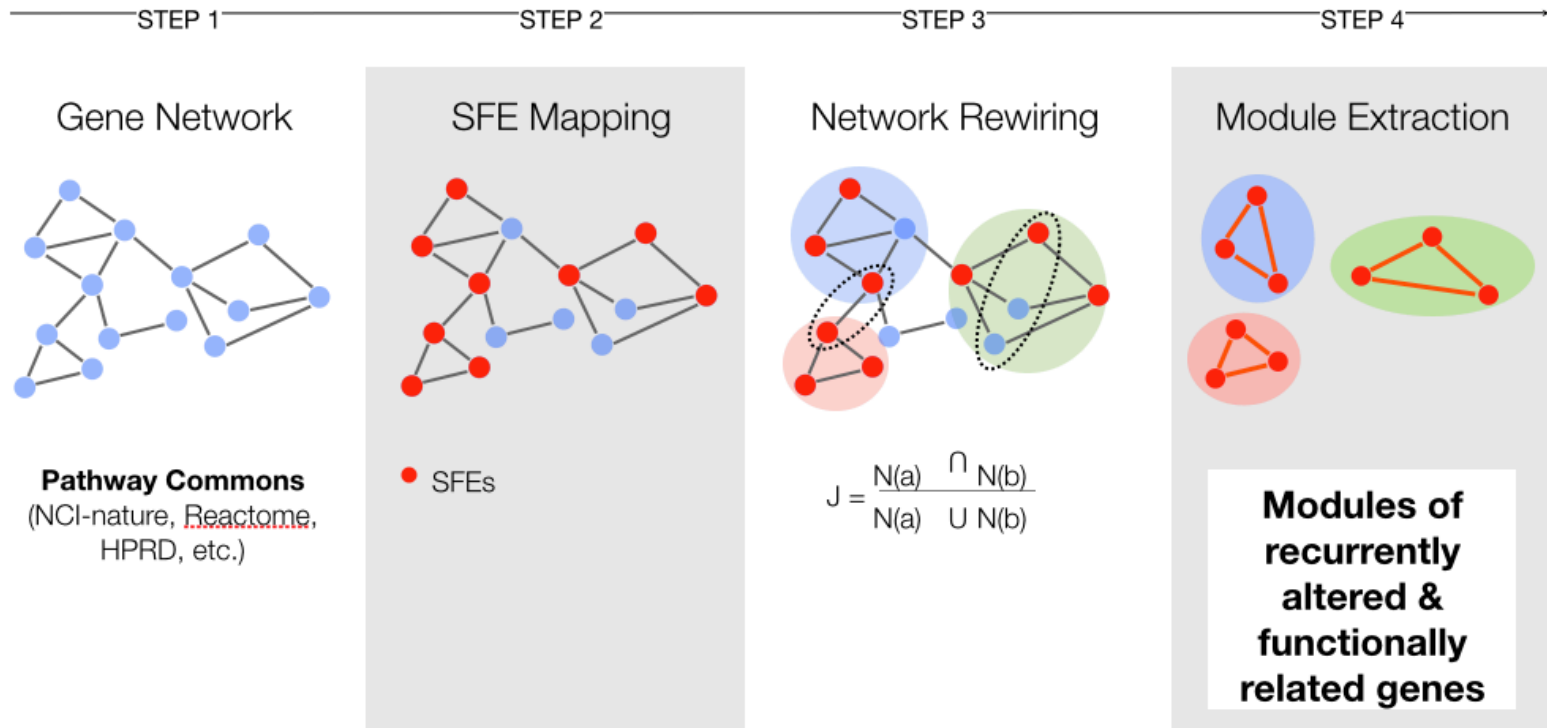 STEP 1
STEP 2
STEP 3
STEP 4
Gene Network
SFE Mapping
Network Rewiring
Module Extraction
Pathway Commons
(NCI-nature, Reactome,
HPRD, etc.)
SFEs
J = N(a) ∩ N(b)
N(a) ∪ N(b)
Modules of
recurrently
altered &
functionally
related genes